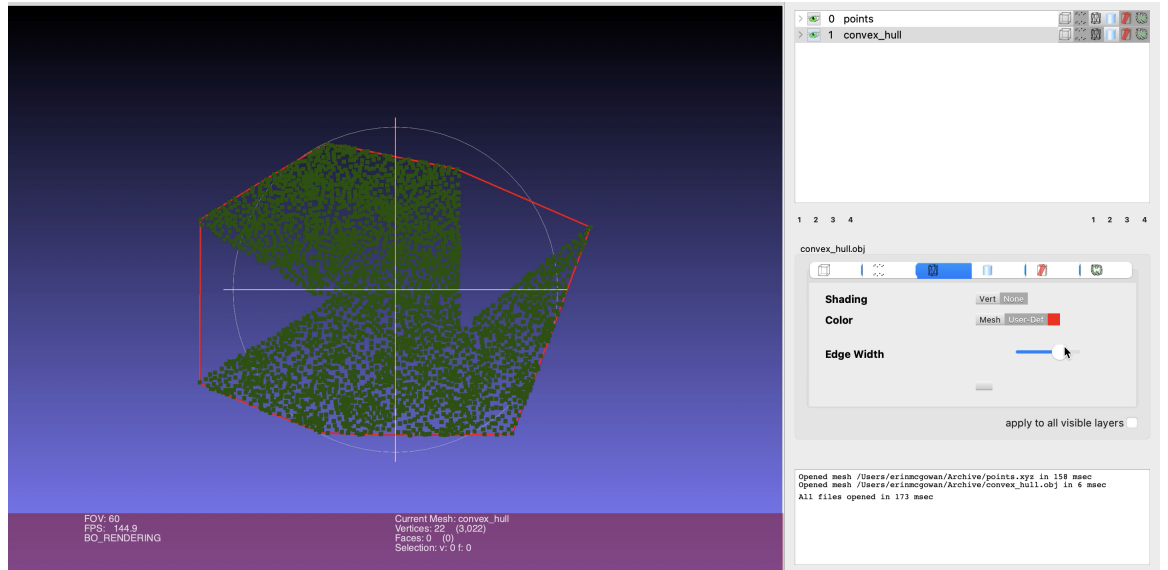 0 points
1 convex_hull
1 2 3 4 1 2 3 4
convex_hull.obj
Shading Vert None
Color Mesh User-Def
Edge Width
apply to all visible layers
Opened mesh /Users/erinmcgowan/Archive/points.xyz in 158 msec
Opened mesh /Users/erinmcgowan/Archive/convex_hull.obj in 6 msec
All files opened in 173 msec
FOV: 60
FPS: 144.9
BO_RENDERING
Current Mesh: convex_hull
Vertices: 22 (3,022)
Faces: 0 (0)
Selection: v: 0 f: 0